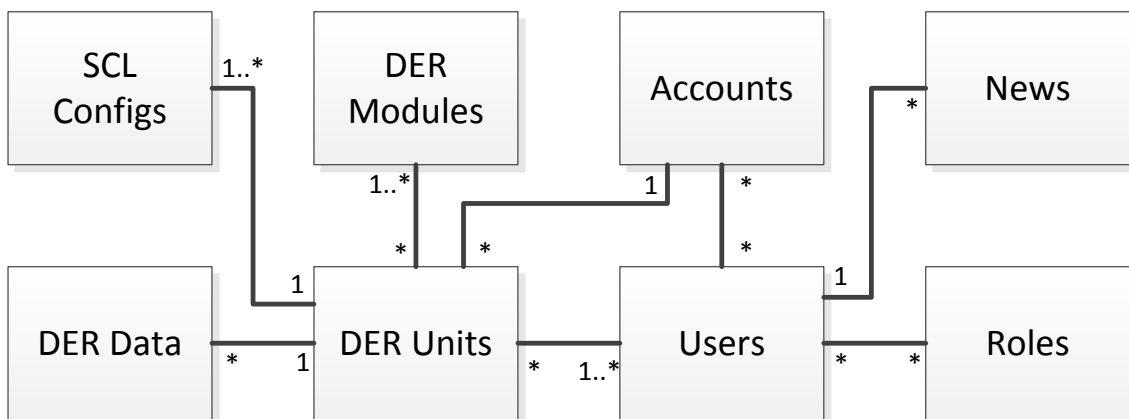 SCL
Configs
DER
Modules
Accounts
News
1..*
*
1..*
1
*
*
*
*
1
1
DER Data
DER Units
Users
Roles
*
1
*
1..*
*
*